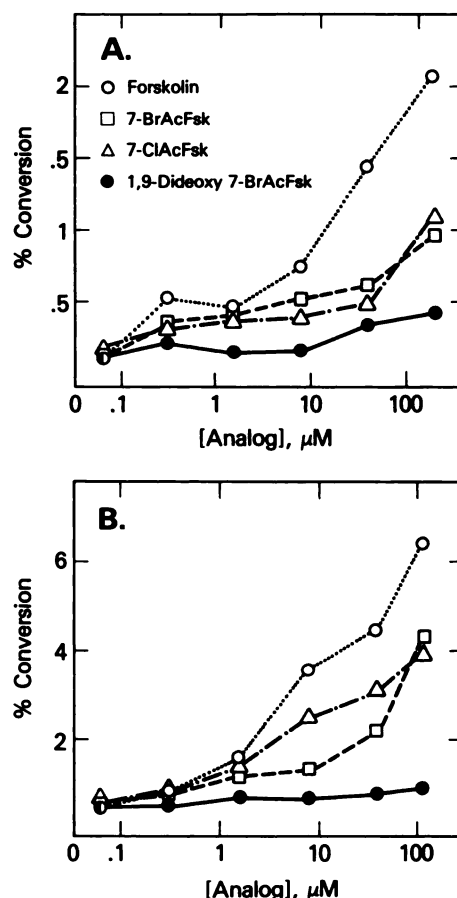 A.
2
Forskolin
7-BrAcFsk
.5
7-ClAcFsk
1,9-Dideoxy 7-BrAcFsk
1
% Conversion
.5
0 .1 1 10 100
[Analog], μM
B.
6
4
% Conversion
2
0 .1 1 10 100
[Analog], μM